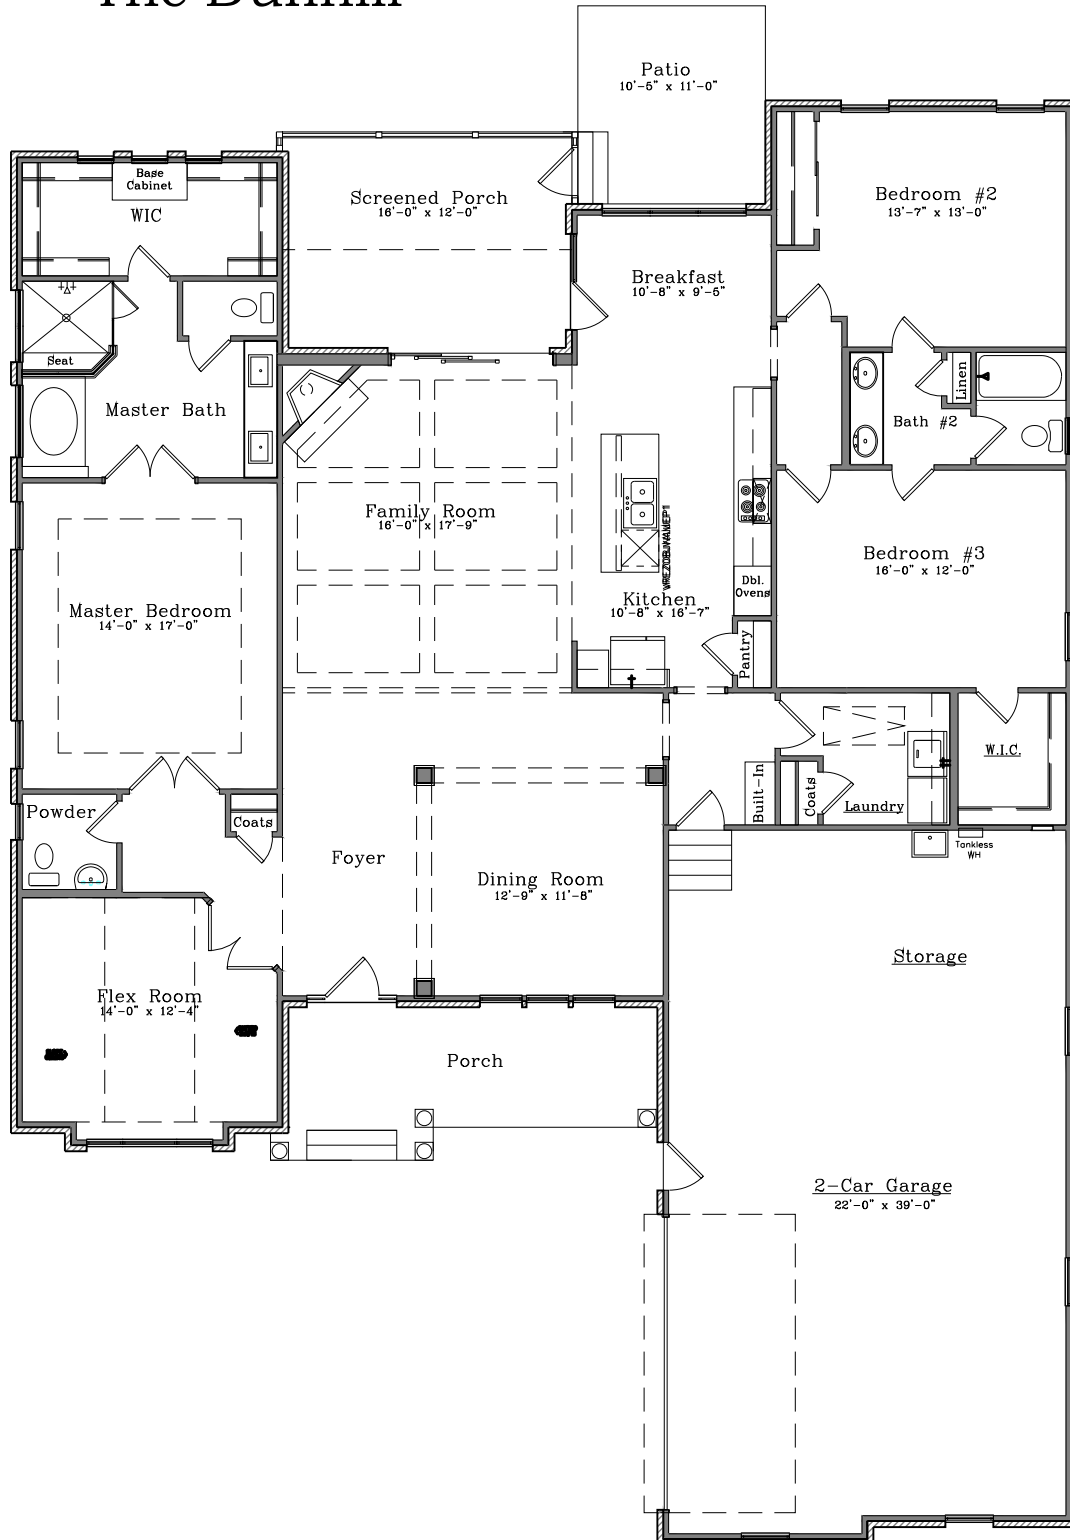 The
Patio
10'-5" x 11'-0"
Base
Cabinet
WIC
Screened Porch
16'-0" x 12'-0"
Bedroom #2
13'-7" x 13'-0"
Breakfast
10'-8" x 9'-5"
Seat
Master Bath
Linen
Bath #2
Family Room
16'-0" x 17'-9"
Bedroom #3
16'-0" x 12'-0"
Dbl.
Ovens
Master Bedroom
14'-0" x 17'-0"
Kitchen
10'-8" x 16'-7"
Pantry
W.I.C.
Built-In
Coats
Laundry
Powder
Coats
Tankless
WH
Foyer
Dining Room
12'-9" x 11'-8"
Storage
Flex Room
14'-0" x 12'-4"
Porch
2-Car Garage
22'-0" x 39'-0"